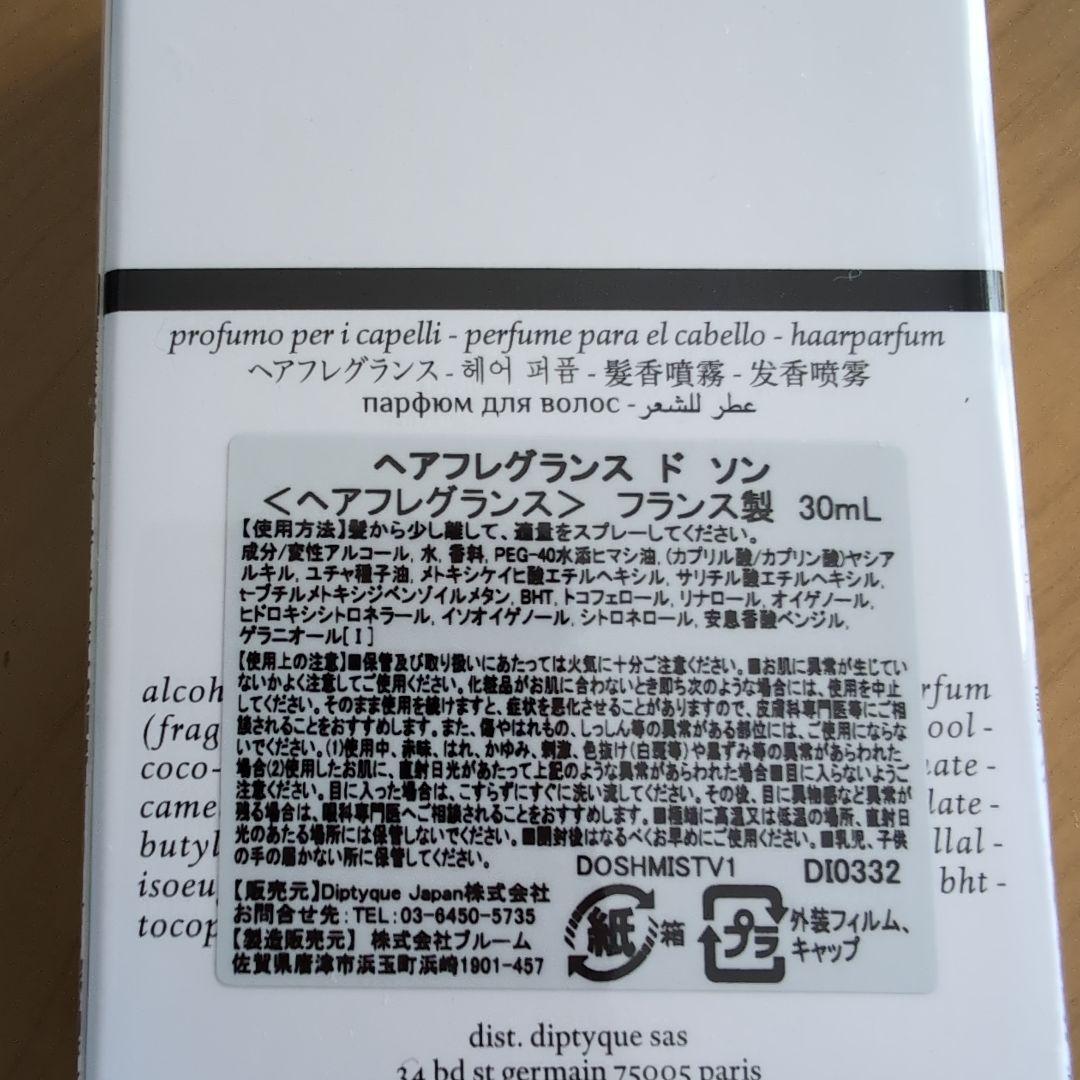 profumo per i capelli - perfume para el cabello - haarparfum
ヘアフレグランス - 헤어 퍼퓸 - 髮香噴霧 - 发香喷雾
парфюм для волос - عطر للشعر
ヘアフレグランス ド ソン
＜ヘアフレグランス＞ フランス製 30mL
【使用方法】髪から少し離して、適量をスプレーしてください。
成分/変性アルコール, 水, 香料, PEG-40水添ヒマシ油, (カプリル酸/カプリン酸)ヤシア
ルキル, ユチャ種子油, メトキシケイヒ酸エチルヘキシル, サリチル酸エチルヘキシル,
t-ブチルメトキシジベンゾイルメタン, BHT, トコフェロール, リナロール, オイゲノール,
ヒドロキシシトロネラール, イソオイゲノール, シトロネロール, 安息香酸ベンジル,
ゲラニオール[I]
【使用上の注意】■保管及び取り扱いにあたっては火気に十分ご注意ください。■お肌に異常が生じてい
ないかよく注意してご使用ください。化粧品がお肌に合わないとき即ち次のような場合には、使用を中止
してください。そのまま使用を続けますと、症状を悪化させることがありますので、皮膚科専門医等にご相
談されることをおすすめします。また、傷やはれもの、しっしん等の異常がある部位には、ご使用にならな
いでください。(1)使用中、赤味、はれ、かゆみ、刺激、色抜け(白斑等)や黒ずみ等の異常があらわれた
場合(2)使用したお肌に、直射日光があたって上記のような異常があらわれた場合■目に入らないようご
注意ください。目に入った場合は、こすらずにすぐに洗い流してください。その後、目に異物感など異常が
残る場合は、眼科専門医へご相談されることをおすすめします。■極端に高温又は低温の場所、直射日
光のあたる場所には保管しないでください。■開封後はなるべくお早めにご使用ください。■乳児、子供
の手の届かない所に保管してください。
DOSHMISTV1 DI0332
【販売元】Diptyque Japan株式会社
お問合せ先：TEL：03-6450-5735
【製造販売元】 株式会社ブルーム
佐賀県唐津市浜玉町浜崎1901-457
紙 箱 プラ 外装フィルム、
キャップ
alcoh rfum
(frag ool -
coco- ate -
came late -
butyl llal -
isoeu bht -
tocop
dist. diptyque sas
34 bd st germain 75005 paris